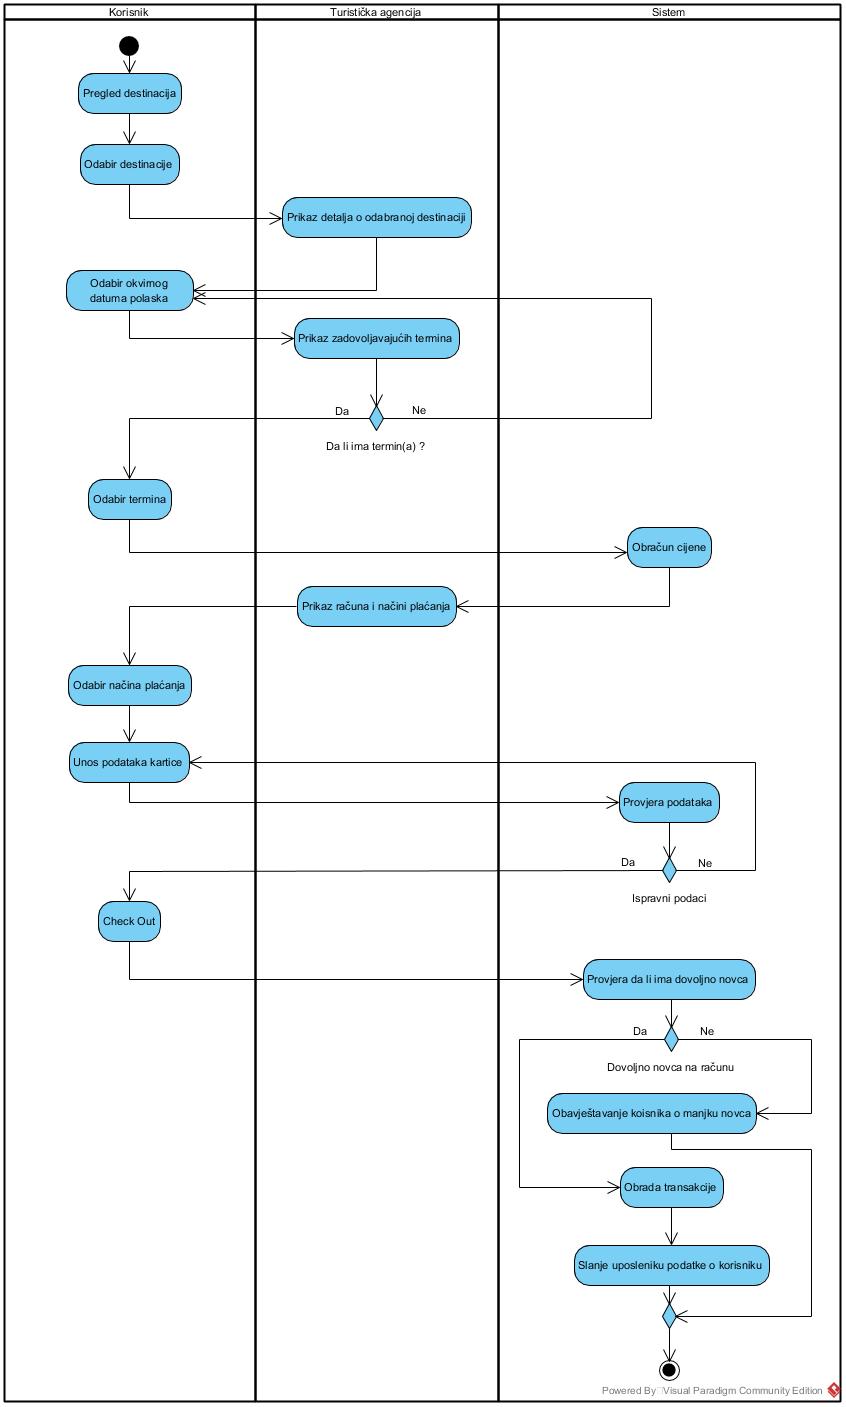 Korisnik
Turistička agencija
Sistem
Pregled destinacija
Odabir destinacije
Prikaz detalja o odabranoj destinaciji
Odabir okvirnog
datuma polaska
Prikaz zadovoljavajućih termina
Da
Ne
Da li ima termin(a) ?
Odabir termina
Obračun cijene
Prikaz računa i načini plaćanja
Odabir načina plaćanja
Unos podataka kartice
Provjera podataka
Da
Ne
Ispravni podaci
Check Out
Provjera da li ima dovoljno novca
Da
Ne
Dovoljno novca na računu
Obavještavanje koisnika o manjku novca
Obrada transakcije
Slanje uposleniku podatke o korisniku
Powered By Visual Paradigm Community Edition